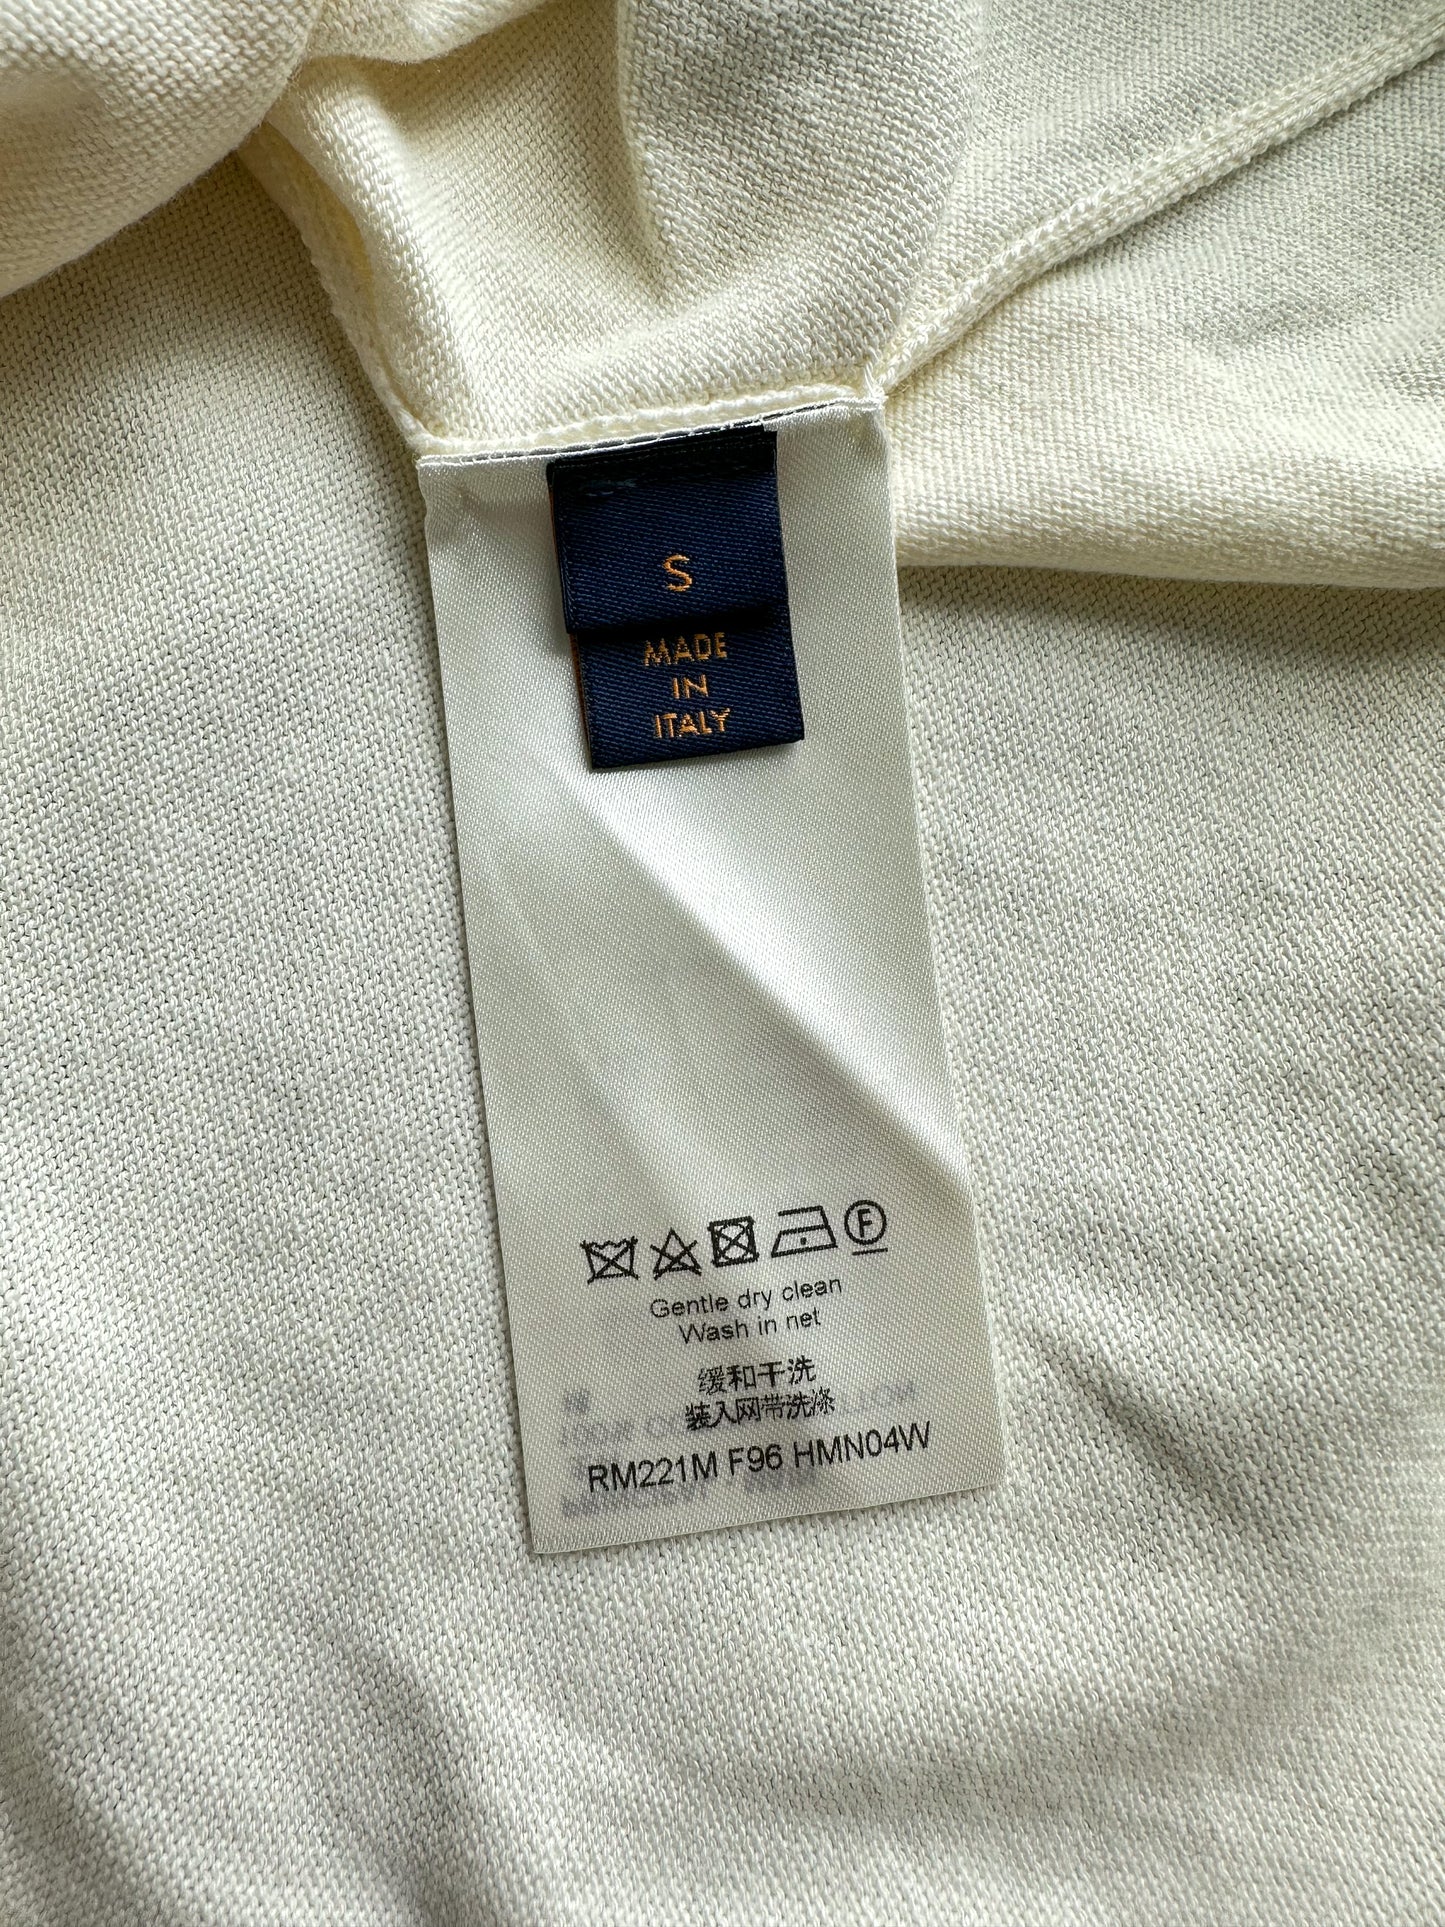 S
MADE
IN
ITALY
F
Gentle dry clean
Wash in net
缓和干洗
装入网带洗涤
RM221M F96 HMN04W